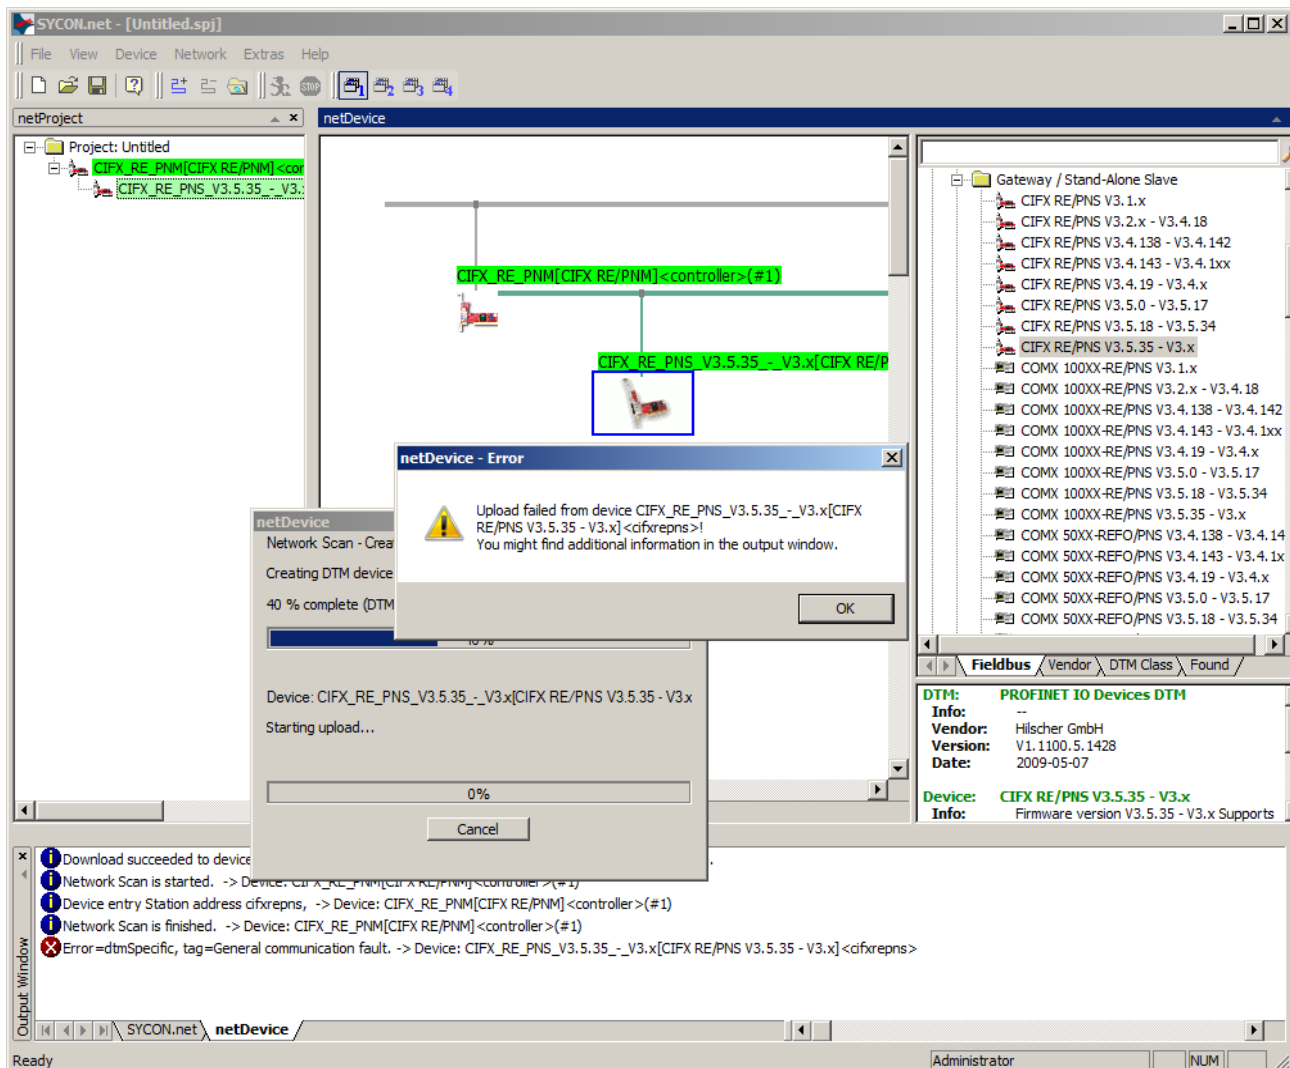 SYCON.net - [Untitled.spj]
File View Device Network Extras Help
netProject
netDevice
Project: Untitled
CIFX_RE_PNM[CIFX RE/PNM]<con
CIFX_RE_PNS_V3.5.35_-_V3.
CIFX_RE_PNM[CIFX RE/PNM]<controller>(#1)
CIFX_RE_PNS_V3.5.35_-_V3.x[CIFX RE/P
Gateway / Stand-Alone Slave
CIFX RE/PNS V3.1.x
CIFX RE/PNS V3.2.x - V3.4.18
CIFX RE/PNS V3.4.138 - V3.4.142
CIFX RE/PNS V3.4.143 - V3.4.1xx
CIFX RE/PNS V3.4.19 - V3.4.x
CIFX RE/PNS V3.5.0 - V3.5.17
CIFX RE/PNS V3.5.18 - V3.5.34
CIFX RE/PNS V3.5.35 - V3.x
COMX 100XX-RE/PNS V3.1.x
COMX 100XX-RE/PNS V3.2.x - V3.4.18
COMX 100XX-RE/PNS V3.4.138 - V3.4.142
COMX 100XX-RE/PNS V3.4.143 - V3.4.1xx
COMX 100XX-RE/PNS V3.4.19 - V3.4.x
COMX 100XX-RE/PNS V3.5.0 - V3.5.17
COMX 100XX-RE/PNS V3.5.18 - V3.5.34
COMX 100XX-RE/PNS V3.5.35 - V3.x
COMX 50XX-REFO/PNS V3.4.138 - V3.4.14
COMX 50XX-REFO/PNS V3.4.143 - V3.4.1x
COMX 50XX-REFO/PNS V3.4.19 - V3.4.x
COMX 50XX-REFO/PNS V3.5.0 - V3.5.17
COMX 50XX-REFO/PNS V3.5.18 - V3.5.34
Fieldbus Vendor DTM Class Found
DTM: PROFINET IO Devices DTM
Info: --
Vendor: Hilscher GmbH
Version: V1.1100.5.1428
Date: 2009-05-07
Device: CIFX RE/PNS V3.5.35 - V3.x
Info: Firmware version V3.5.35 - V3.x Supports
netDevice - Error
Upload failed from device CIFX_RE_PNS_V3.5.35_-_V3.x[CIFX
RE/PNS V3.5.35 - V3.x]<cifxrepns>!
You might find additional information in the output window.
OK
netDevice
Network Scan - Crea
Creating DTM device
40 % complete (DTM
Device: CIFX_RE_PNS_V3.5.35_-_V3.x[CIFX RE/PNS V3.5.35 - V3.x
Starting upload...
0%
Cancel
Download succeeded to device
Network Scan is started. -> Device: CIFX_RE_PNM[CIFX RE/PNM]<controller>(#1)
Device entry Station address cifxrepns, -> Device: CIFX_RE_PNM[CIFX RE/PNM]<controller>(#1)
Network Scan is finished. -> Device: CIFX_RE_PNM[CIFX RE/PNM]<controller>(#1)
Error=dtmSpecific, tag=General communication fault. -> Device: CIFX_RE_PNS_V3.5.35_-_V3.x[CIFX RE/PNS V3.5.35 - V3.x]<cifxrepns>
Output Window
SYCON.net netDevice
Ready
Administrator
NUM